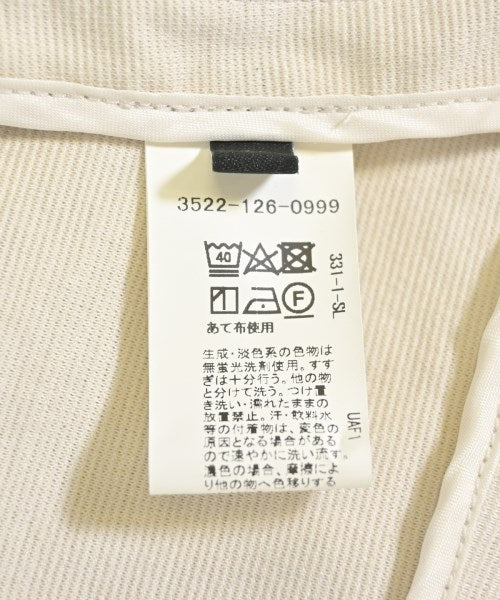 3522-126-0999
40
F
あて布使用
生成・淡色系の色物は
無蛍光洗剤使用。すす
ぎは十分行う。他の物
と分けて洗う。つけ置
き洗い・濡れたままの
放置禁止。汗・飲料水
等の付着物は、変色の
原因となる場合がある
ので速やかに洗い流す。
濃色の場合、摩擦によ
り他の物へ色移りする
331-I-SL
UAF1